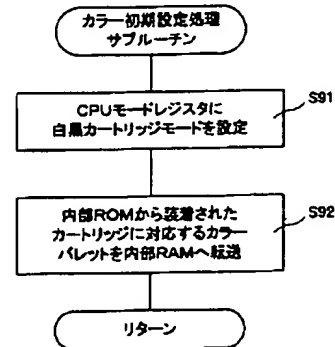 カラー初期設定処理
サブルーチン
CPUモードレジスタに
白黒カートリッジモードを設定
S91
内部ROMから装着された
カートリッジに対応するカラー
パレットを内部RAMへ転送
S92
リターン